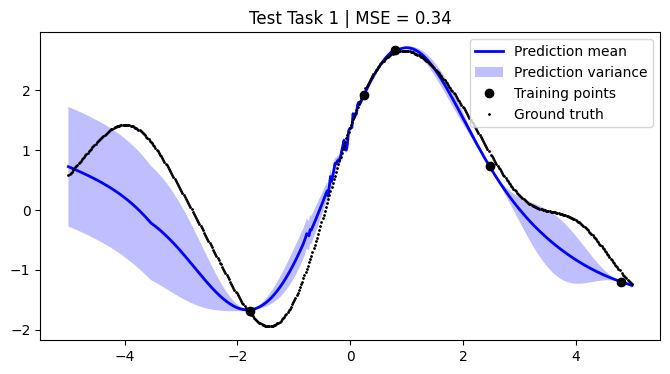 Test Task 1 | MSE = 0.34
Prediction mean
Prediction variance
Training points
Ground truth
2
1
0
−1
−2
−4
−2
0
2
4